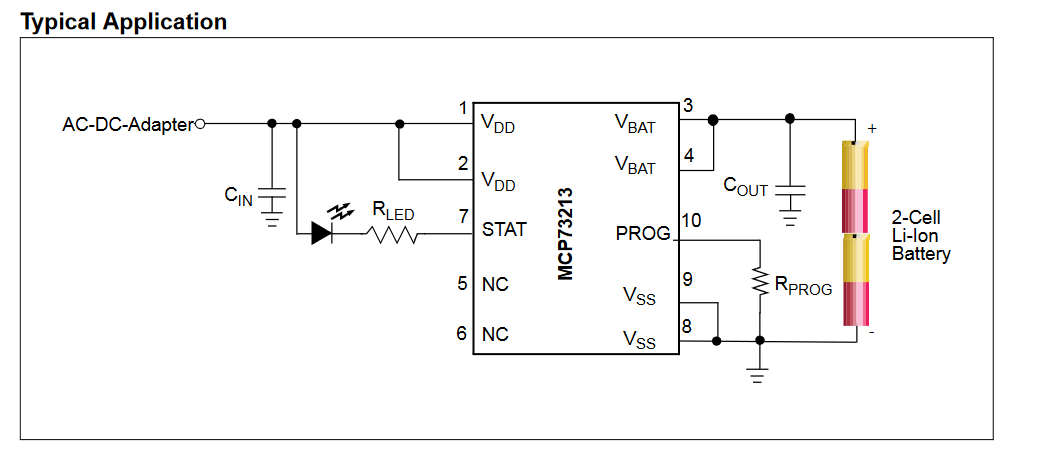 Typical Application
AC-DC-Adapter
1
VDD
VBAT
3
2
VDD
VBAT
4
CIN
COUT
+
RLED
7
STAT
MCP73213
PROG
10
2-Cell
Li-Ion
Battery
5
NC
VSS
9
RPROG
6
NC
VSS
8
-